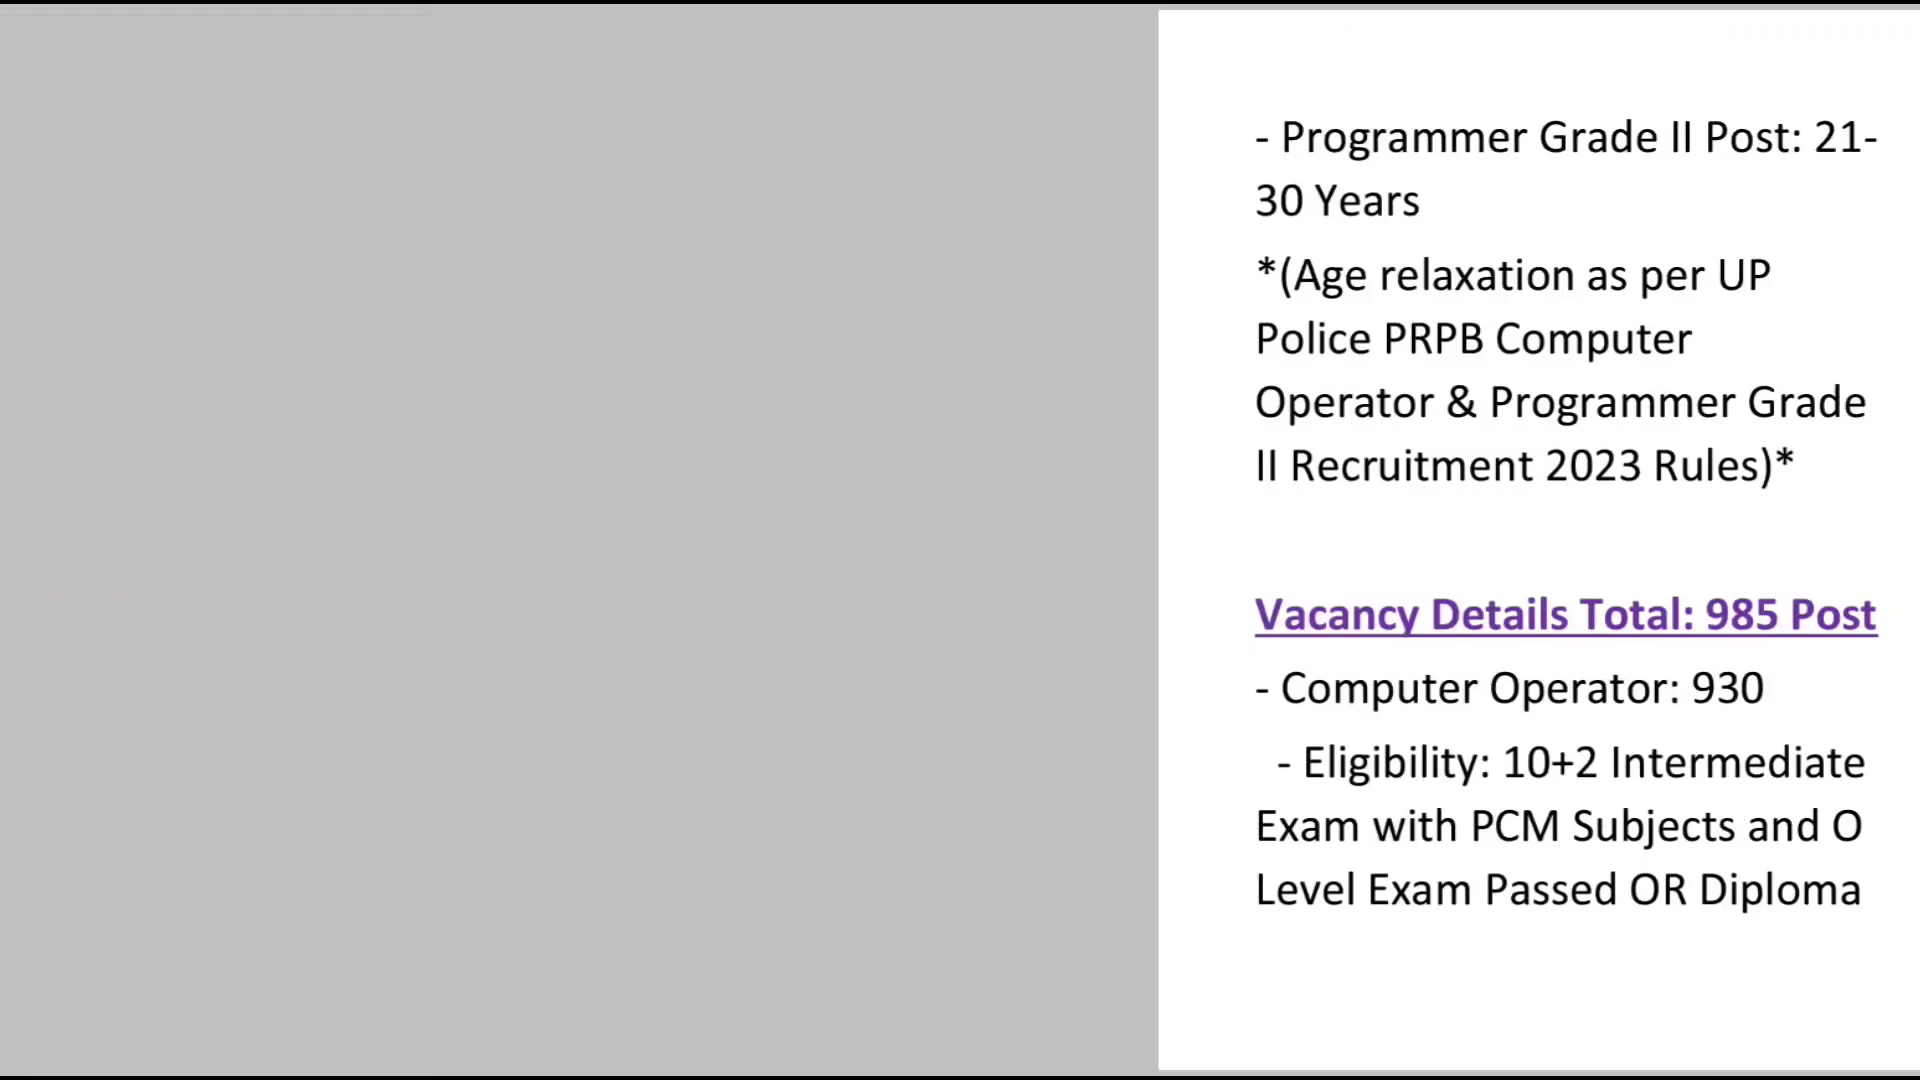 - Programmer Grade II Post: 21-
30 Years
*(Age relaxation as per UP
Police PRPB Computer
Operator & Programmer Grade
II Recruitment 2023 Rules)*
Vacancy Details Total: 985 Post
- Computer Operator: 930
- Eligibility: 10+2 Intermediate
Exam with PCM Subjects and O
Level Exam Passed OR Diploma